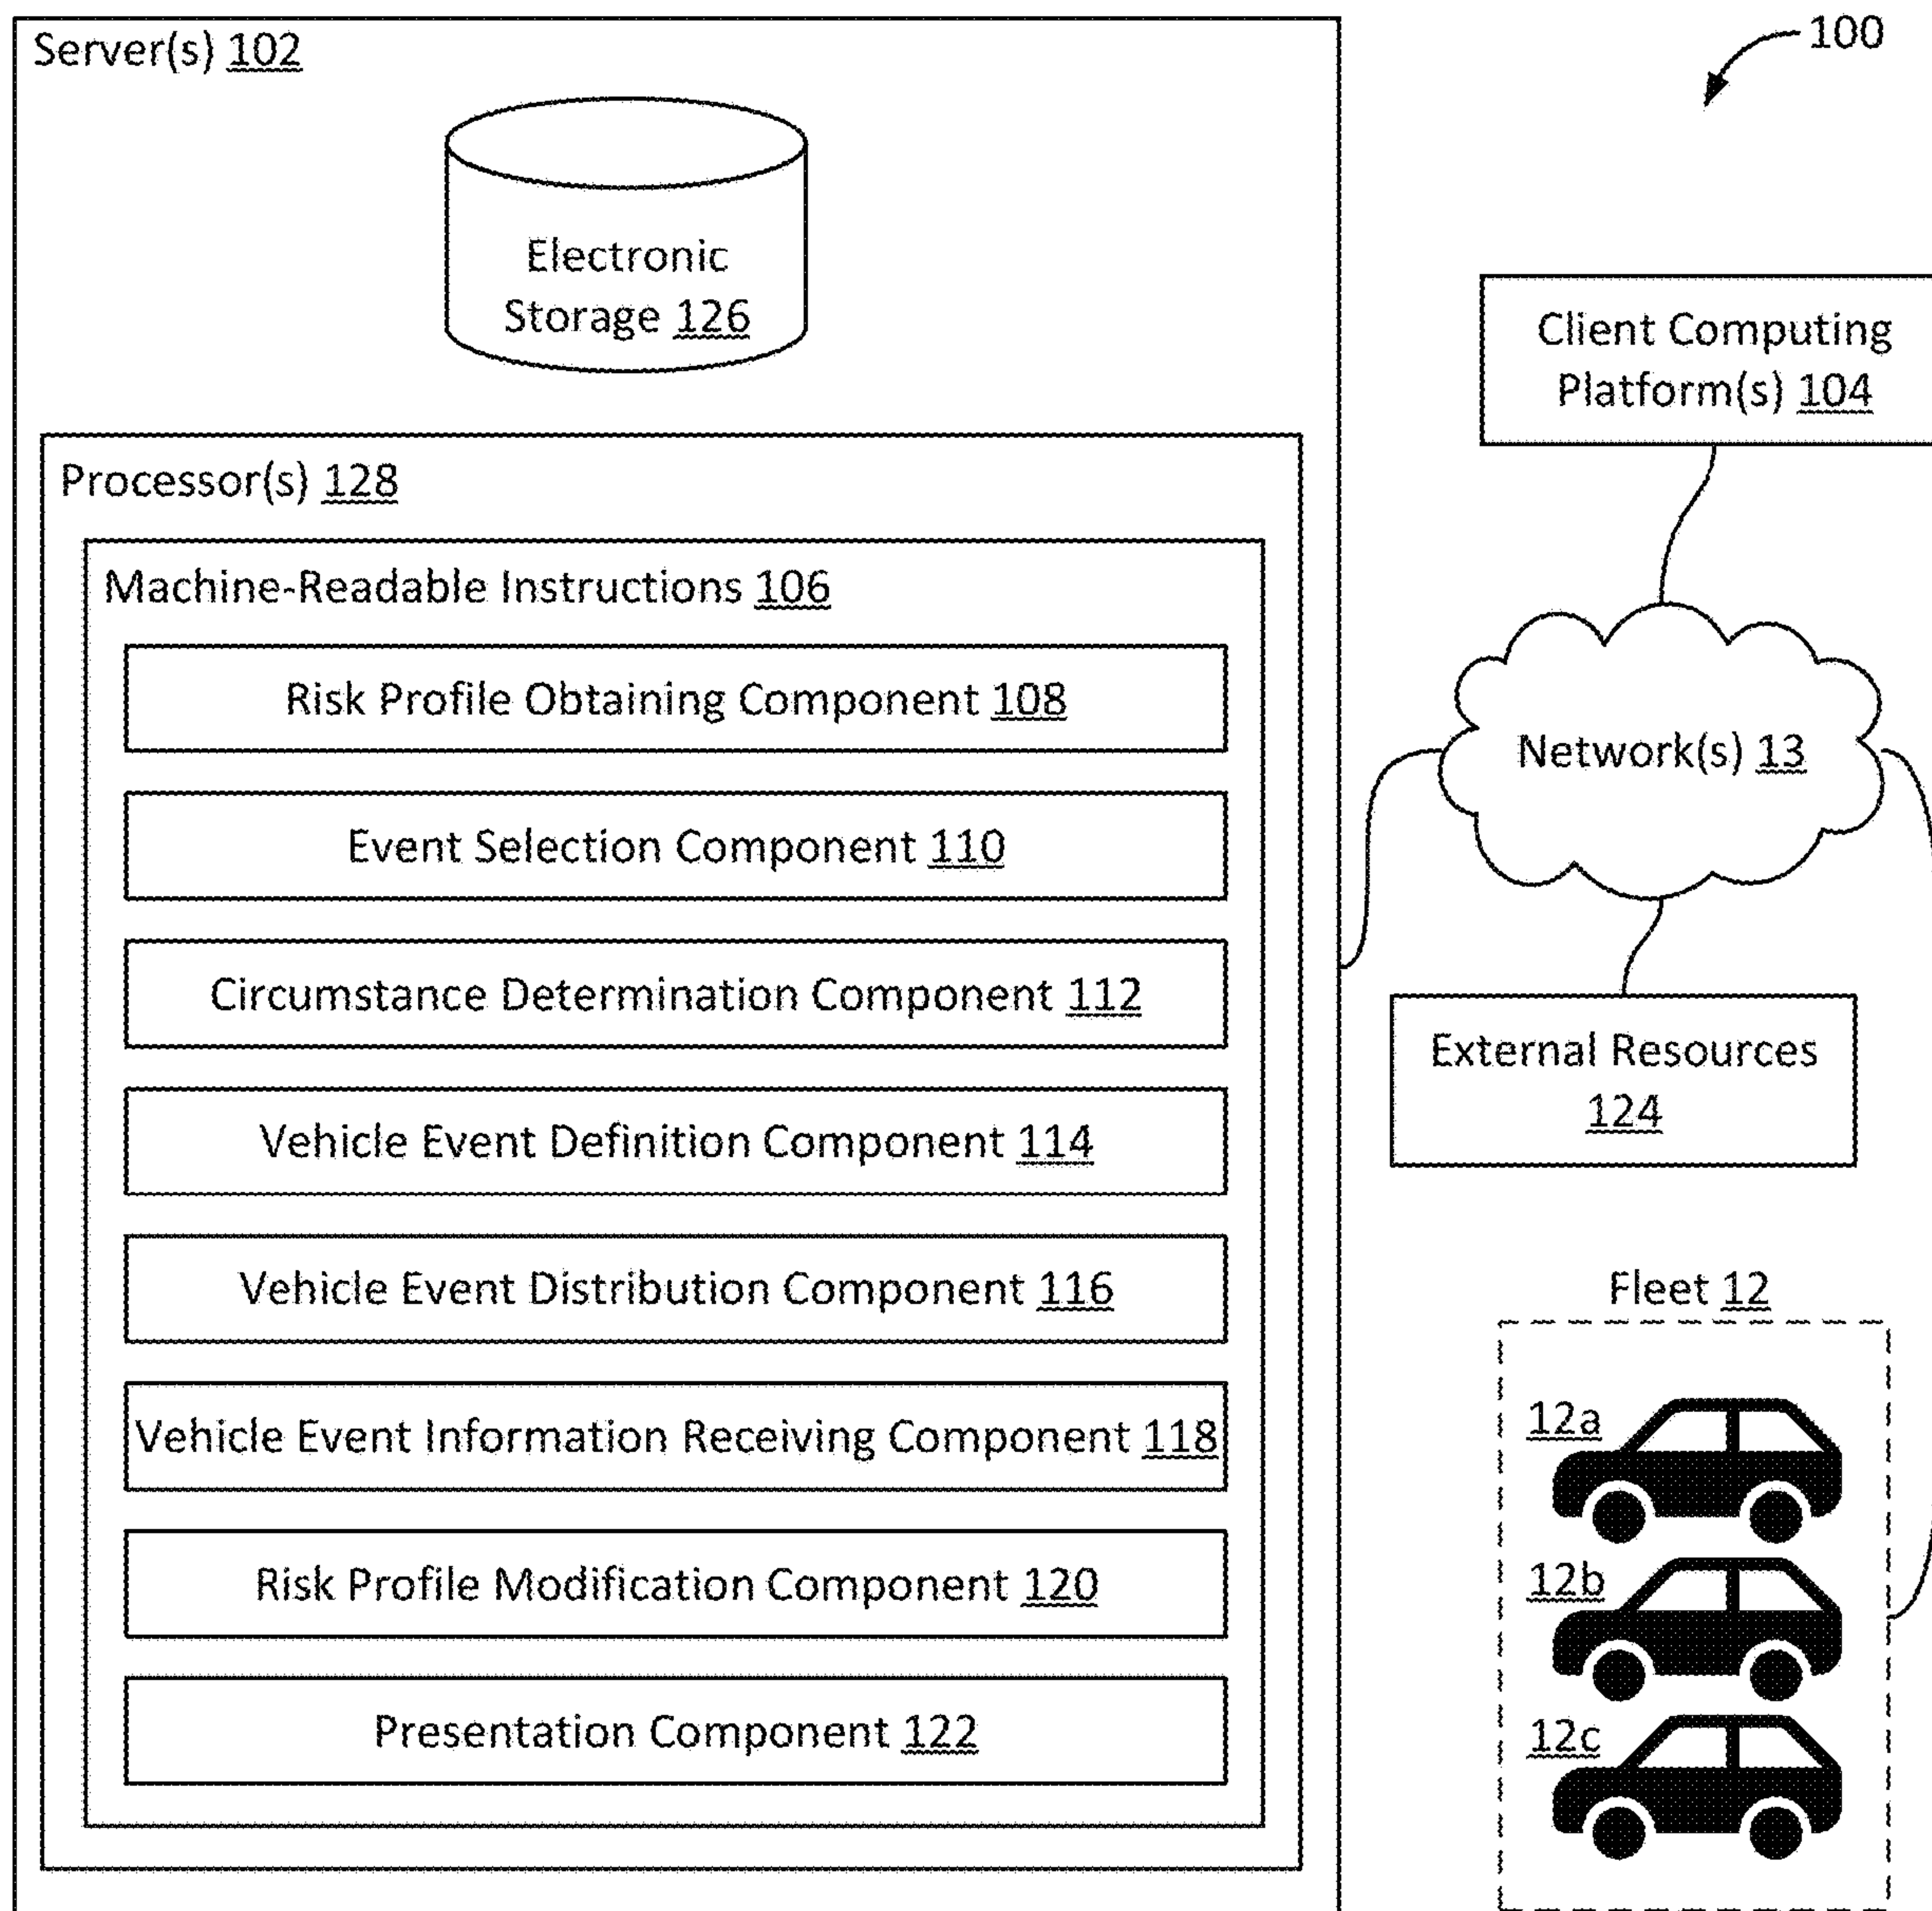 Server(s) 102
Electronic
Storage 126
Processor(s) 128
Machine-Readable Instructions 106
Risk Profile Obtaining Component 108
Event Selection Component 110
Circumstance Determination Component 112
Vehicle Event Definition Component 114
Vehicle Event Distribution Component 116
Vehicle Event Information Receiving Component 118
Risk Profile Modification Component 120
Presentation Component 122
100
Client Computing
Platform(s) 104
Network(s) 13
External Resources
124
Fleet 12
12a
12b
12c